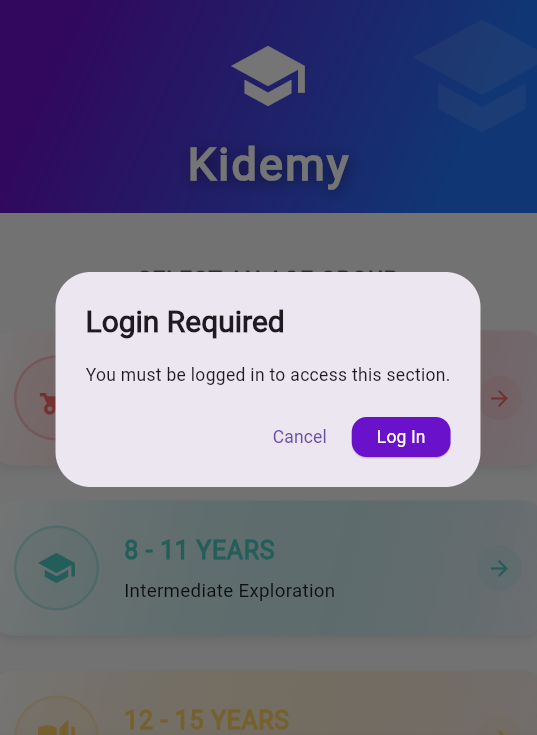 Kidemy
SELECT AN AGE GROUP
Login Required
You must be logged in to access this section.
Cancel
Log In
8 - 11 YEARS
Intermediate Exploration
12 - 15 YEARS